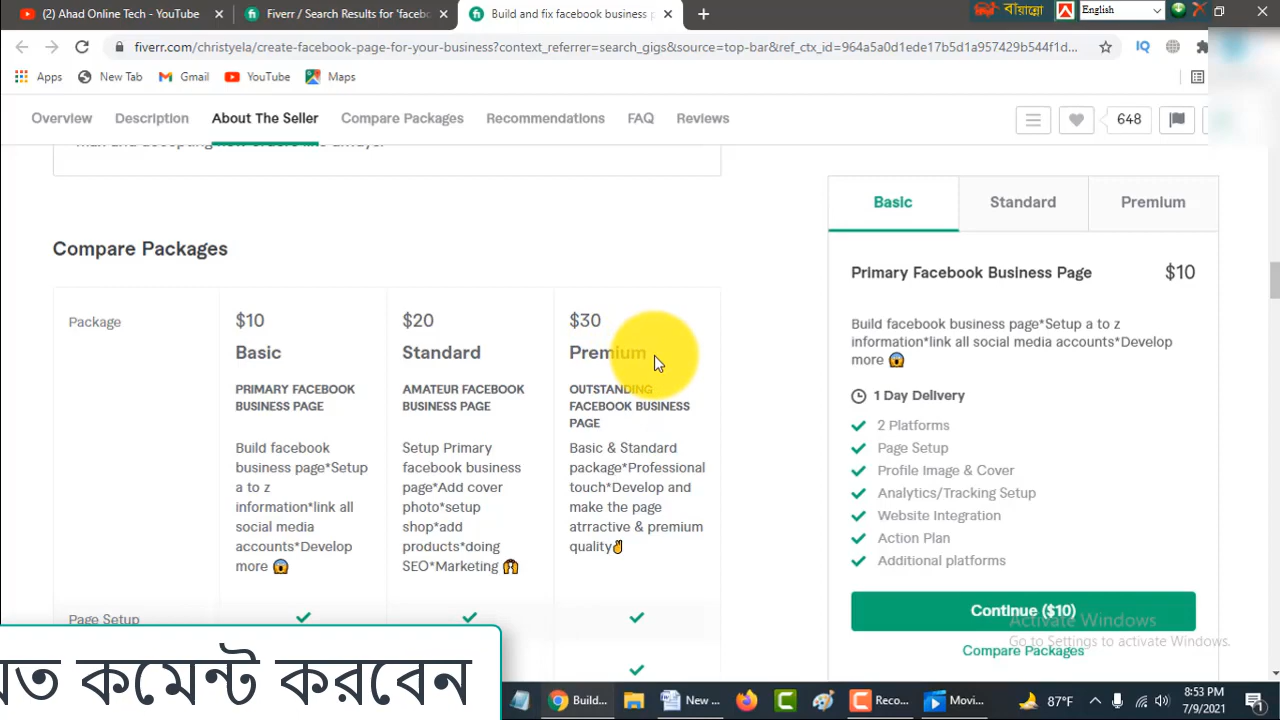 (2) Ahad Online Tech - YouTube
Fiverr / Search Results for 'faceb
Build and fix facebook business p
বায়ান্নো
English
fiverr.com/christyela/create-facebook-page-for-your-business?context_referrer=search_gigs&source=top-bar&ref_ctx_id=964a5a0d1ede17b5d1a957429b544f1d...
IQ
Apps
New Tab
Gmail
YouTube
Maps
Overview
Description
About The Seller
Compare Packages
Recommendations
FAQ
Reviews
648
Compare Packages
Package
$10
Basic
PRIMARY FACEBOOK
BUSINESS PAGE
Build facebook
business page*Setup
a to z
information*link all
social media
accounts*Develop
more 😱
$20
Standard
AMATEUR FACEBOOK
BUSINESS PAGE
Setup Primary
facebook business
page*Add cover
photo*setup
shop*add
products*doing
SEO*Marketing 🙌
$30
Premium
OUTSTANDING
FACEBOOK BUSINESS
PAGE
Basic & Standard
package*Professional
touch*Develop and
make the page
atrractive & premium
quality✌
Page Setup
Basic
Standard
Premium
Primary Facebook Business Page
$10
Build facebook business page*Setup a to z
information*link all social media accounts*Develop
more 😱
1 Day Delivery
2 Platforms
Page Setup
Profile Image & Cover
Analytics/Tracking Setup
Website Integration
Action Plan
Additional platforms
Continue ($10)
Compare Packages
Activate Windows
Go to Settings to activate Windows.
কমেন্ট করবেন
Build...
New ...
Reco...
Movi...
87°F
8:53 PM
7/9/2021
1